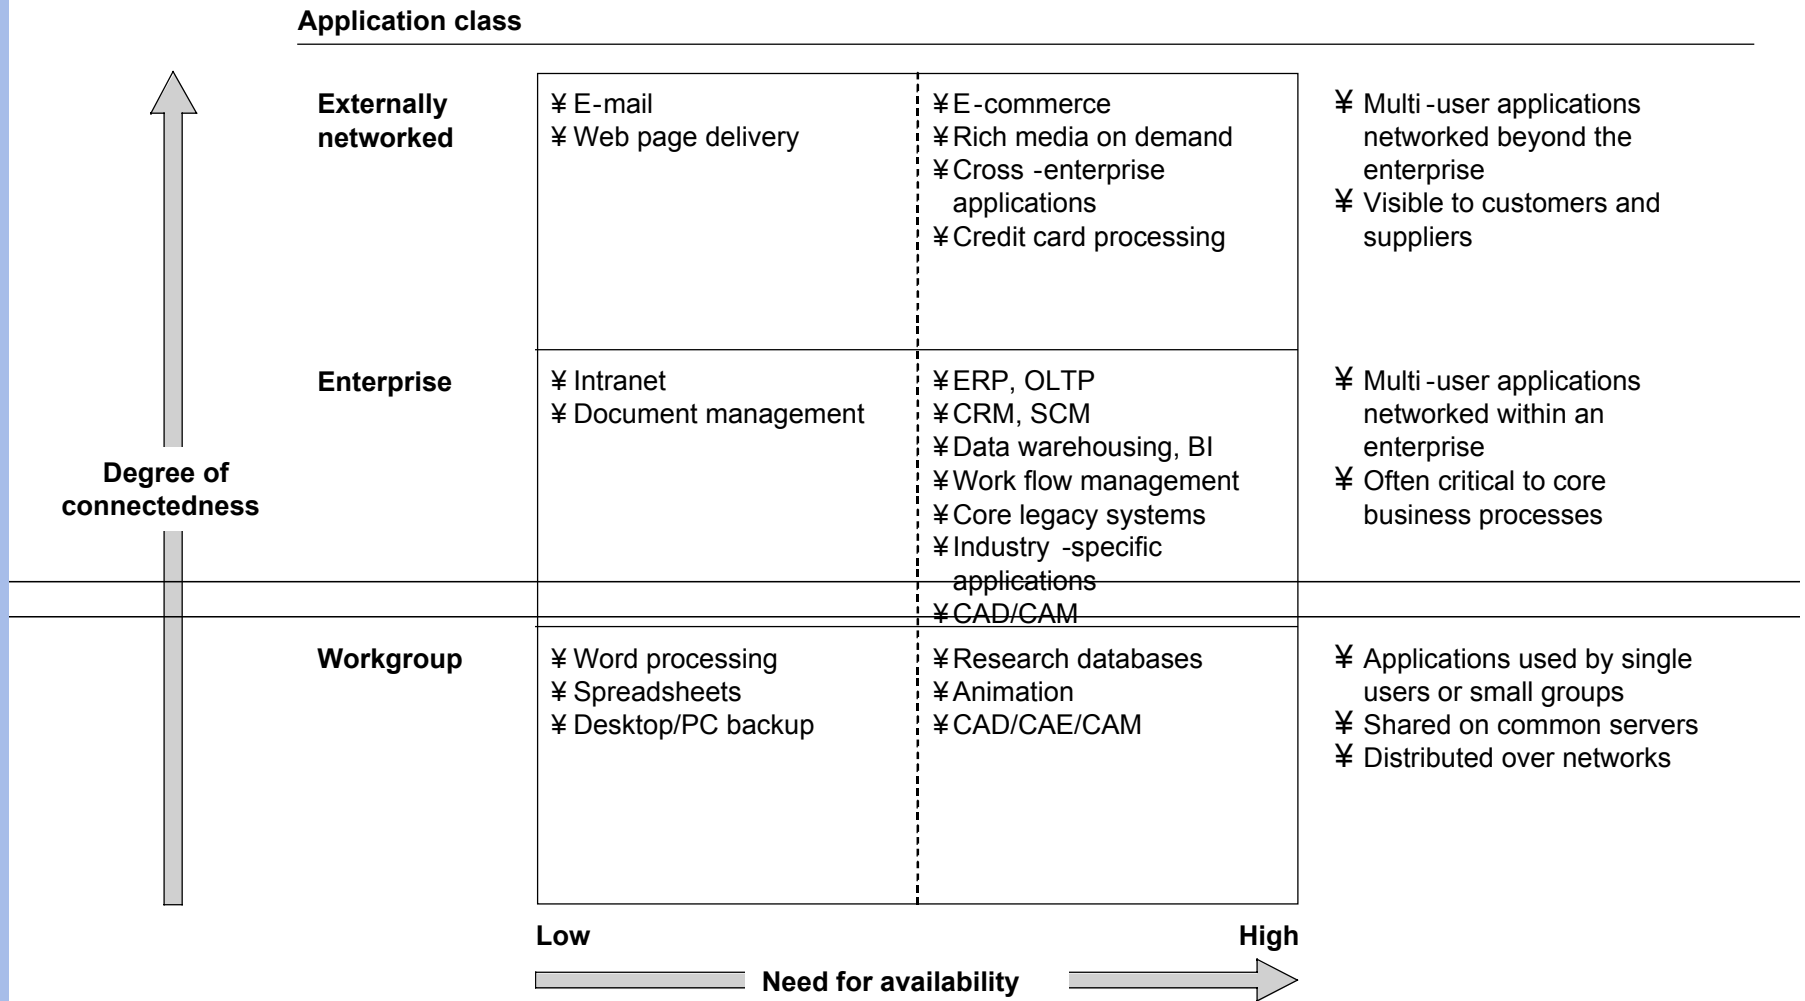 Application class
Externally
networked
¥ E-mail
¥ Web page delivery
¥ E-commerce
¥ Rich media on demand
¥ Cross -enterprise
applications
¥ Credit card processing
¥ Multi -user applications
networked beyond the
enterprise
¥ Visible to customers and
suppliers
Enterprise
¥ Intranet
¥ Document management
¥ ERP, OLTP
¥ CRM, SCM
¥ Data warehousing, BI
¥ Work flow management
¥ Core legacy systems
¥ Industry -specific
applications
¥ CAD/CAM
¥ Multi -user applications
networked within an
enterprise
¥ Often critical to core
business processes
Degree of
connectedness
Workgroup
¥ Word processing
¥ Spreadsheets
¥ Desktop/PC backup
¥ Research databases
¥ Animation
¥ CAD/CAE/CAM
¥ Applications used by single
users or small groups
¥ Shared on common servers
¥ Distributed over networks
Low
High
Need for availability